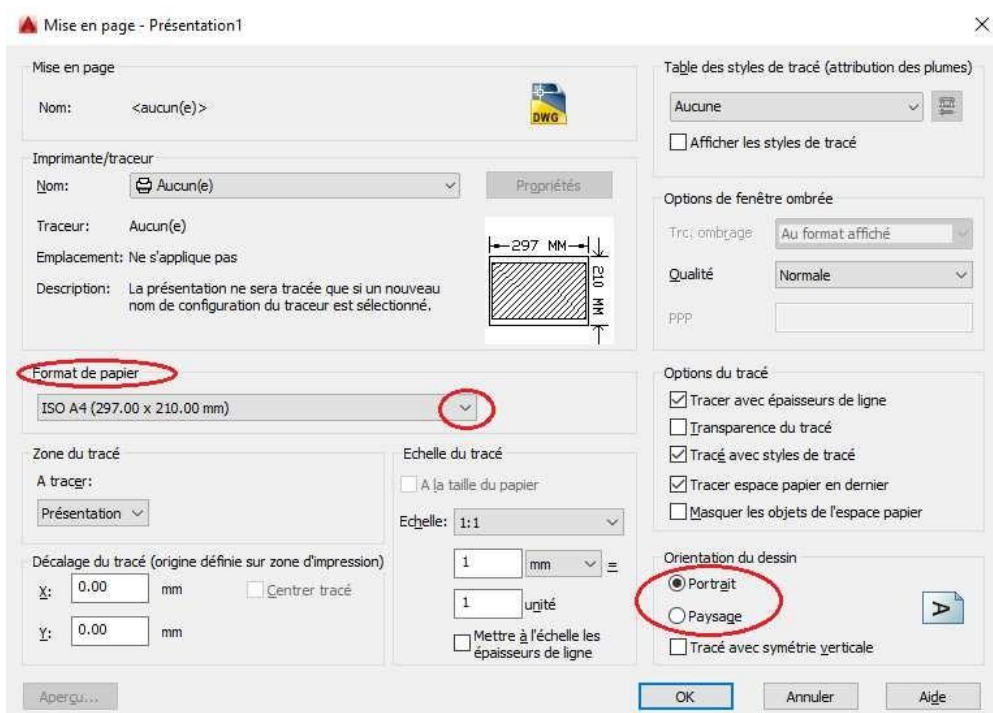 Mise en page - Présentation1
Mise en page
Nom: <aucun(e)>
DWG
Imprimante/traceur
Nom: Aucun(e)
Propriétés
Traceur: Aucun(e)
Emplacement: Ne s'applique pas
Description: La présentation ne sera tracée que si un nouveau
nom de configuration du traceur est sélectionné.
297 MM
210 MM
Format de papier
ISO A4 (297.00 x 210.00 mm)
Zone du tracé
A tracer:
Présentation
Décalage du tracé (origine définie sur zone d'impression)
X: 0.00 mm
Centrer tracé
Y: 0.00 mm
Echelle du tracé
A la taille du papier
Echelle: 1:1
1 mm =
1 unité
Mettre à l'échelle les
épaisseurs de ligne
Table des styles de tracé (attribution des plumes)
Aucune
Afficher les styles de tracé
Options de fenêtre ombrée
Trc. ombrage Au format affiché
Qualité Normale
PPP
Options du tracé
Tracer avec épaisseurs de ligne
Transparence du tracé
Tracé avec styles de tracé
Tracer espace papier en dernier
Masquer les objets de l'espace papier
Orientation du dessin
Portrait
Paysage
A
Tracé avec symétrie verticale
Aperçu...
OK
Annuler
Aide